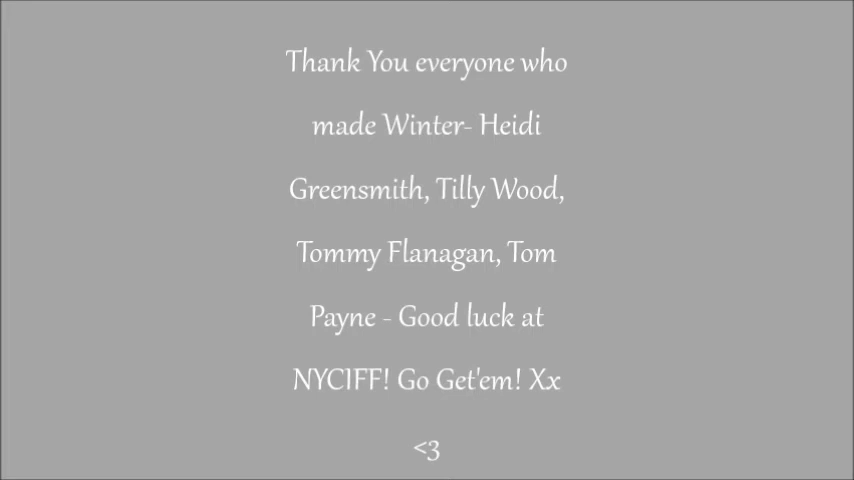 Thank You everyone who
made Winter- Heidi
Greensmith, Tilly Wood,
Tommy Flanagan, Tom
Payne - Good luck at
NYCIFF! Go Get'em! Xx
<3